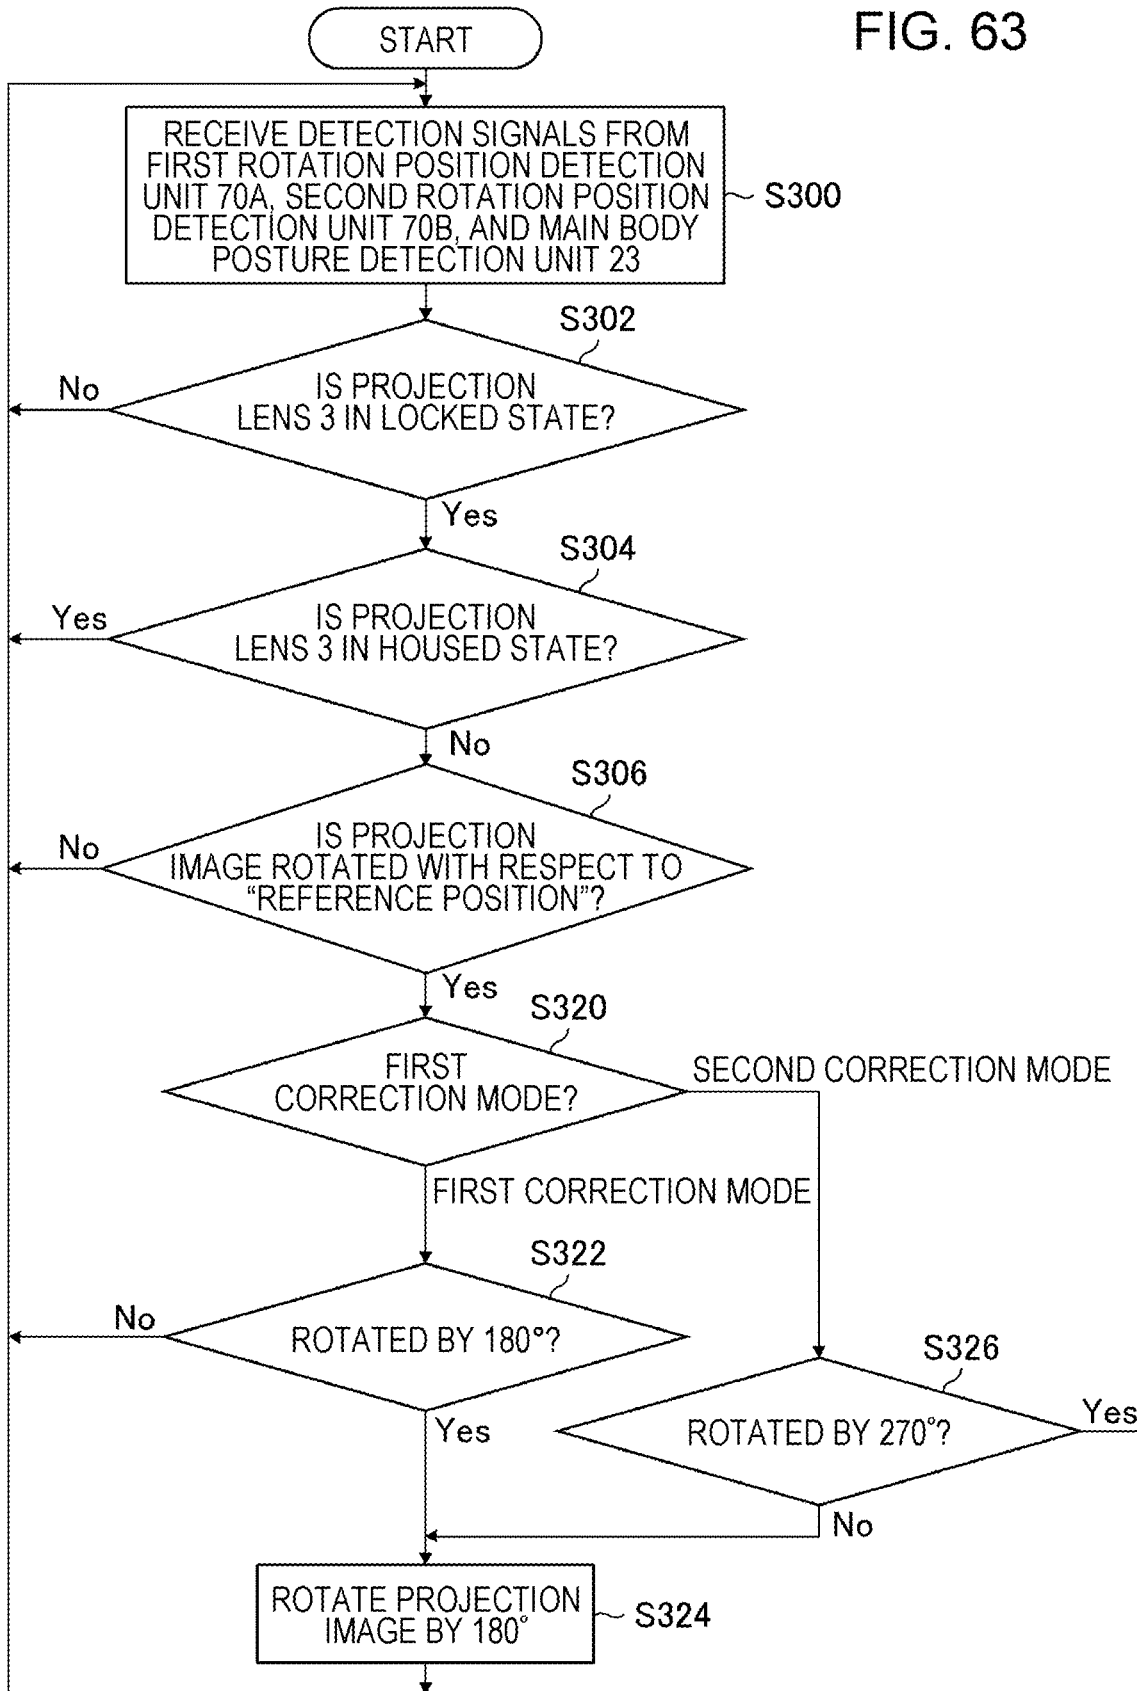 FIG. 63
START
RECEIVE DETECTION SIGNALS FROM
FIRST ROTATION POSITION DETECTION
UNIT 70A, SECOND ROTATION POSITION
DETECTION UNIT 70B, AND MAIN BODY
POSTURE DETECTION UNIT 23
S300
S302
IS PROJECTION
LENS 3 IN LOCKED STATE?
No
Yes
S304
IS PROJECTION
LENS 3 IN HOUSED STATE?
Yes
No
S306
IS PROJECTION
IMAGE ROTATED WITH RESPECT TO
“REFERENCE POSITION”?
No
Yes
S320
FIRST
CORRECTION MODE?
SECOND CORRECTION MODE
FIRST CORRECTION MODE
S322
ROTATED BY 180°?
No
Yes
S326
ROTATED BY 270°?
Yes
No
ROTATE PROJECTION
IMAGE BY 180°
S324